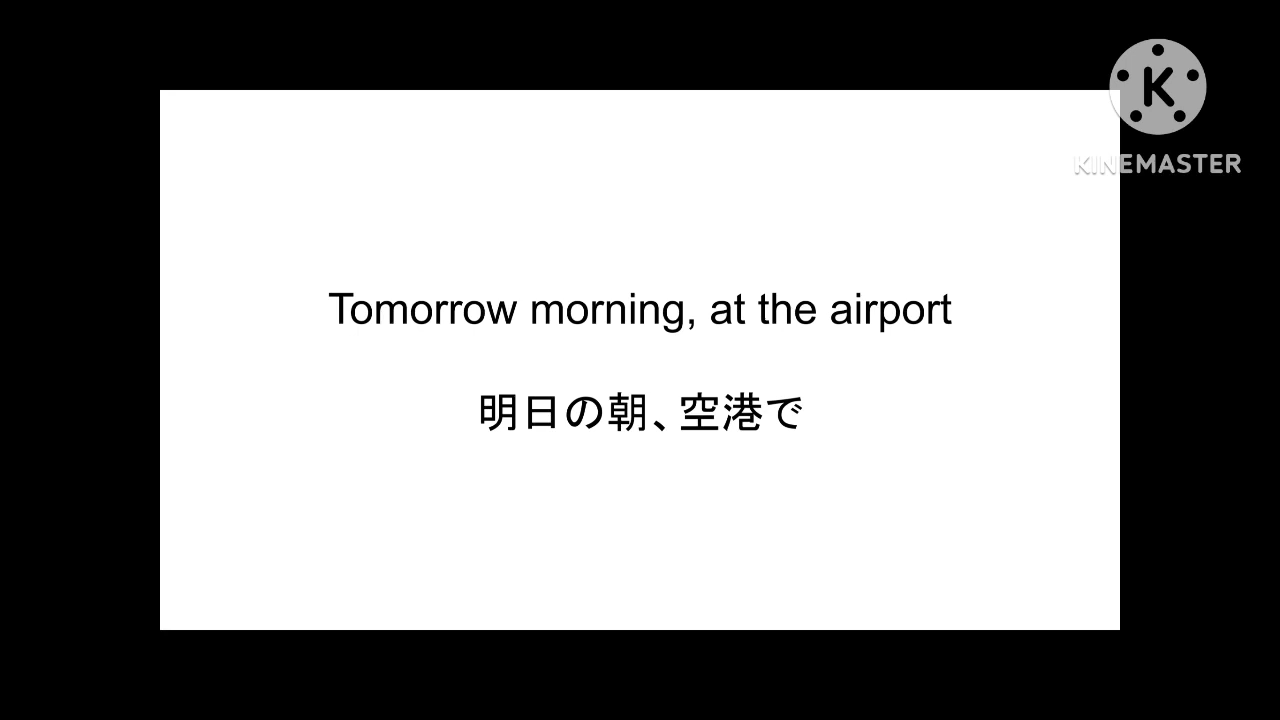 K
KINEMASTER
Tomorrow morning, at the airport
明日の朝、空港で